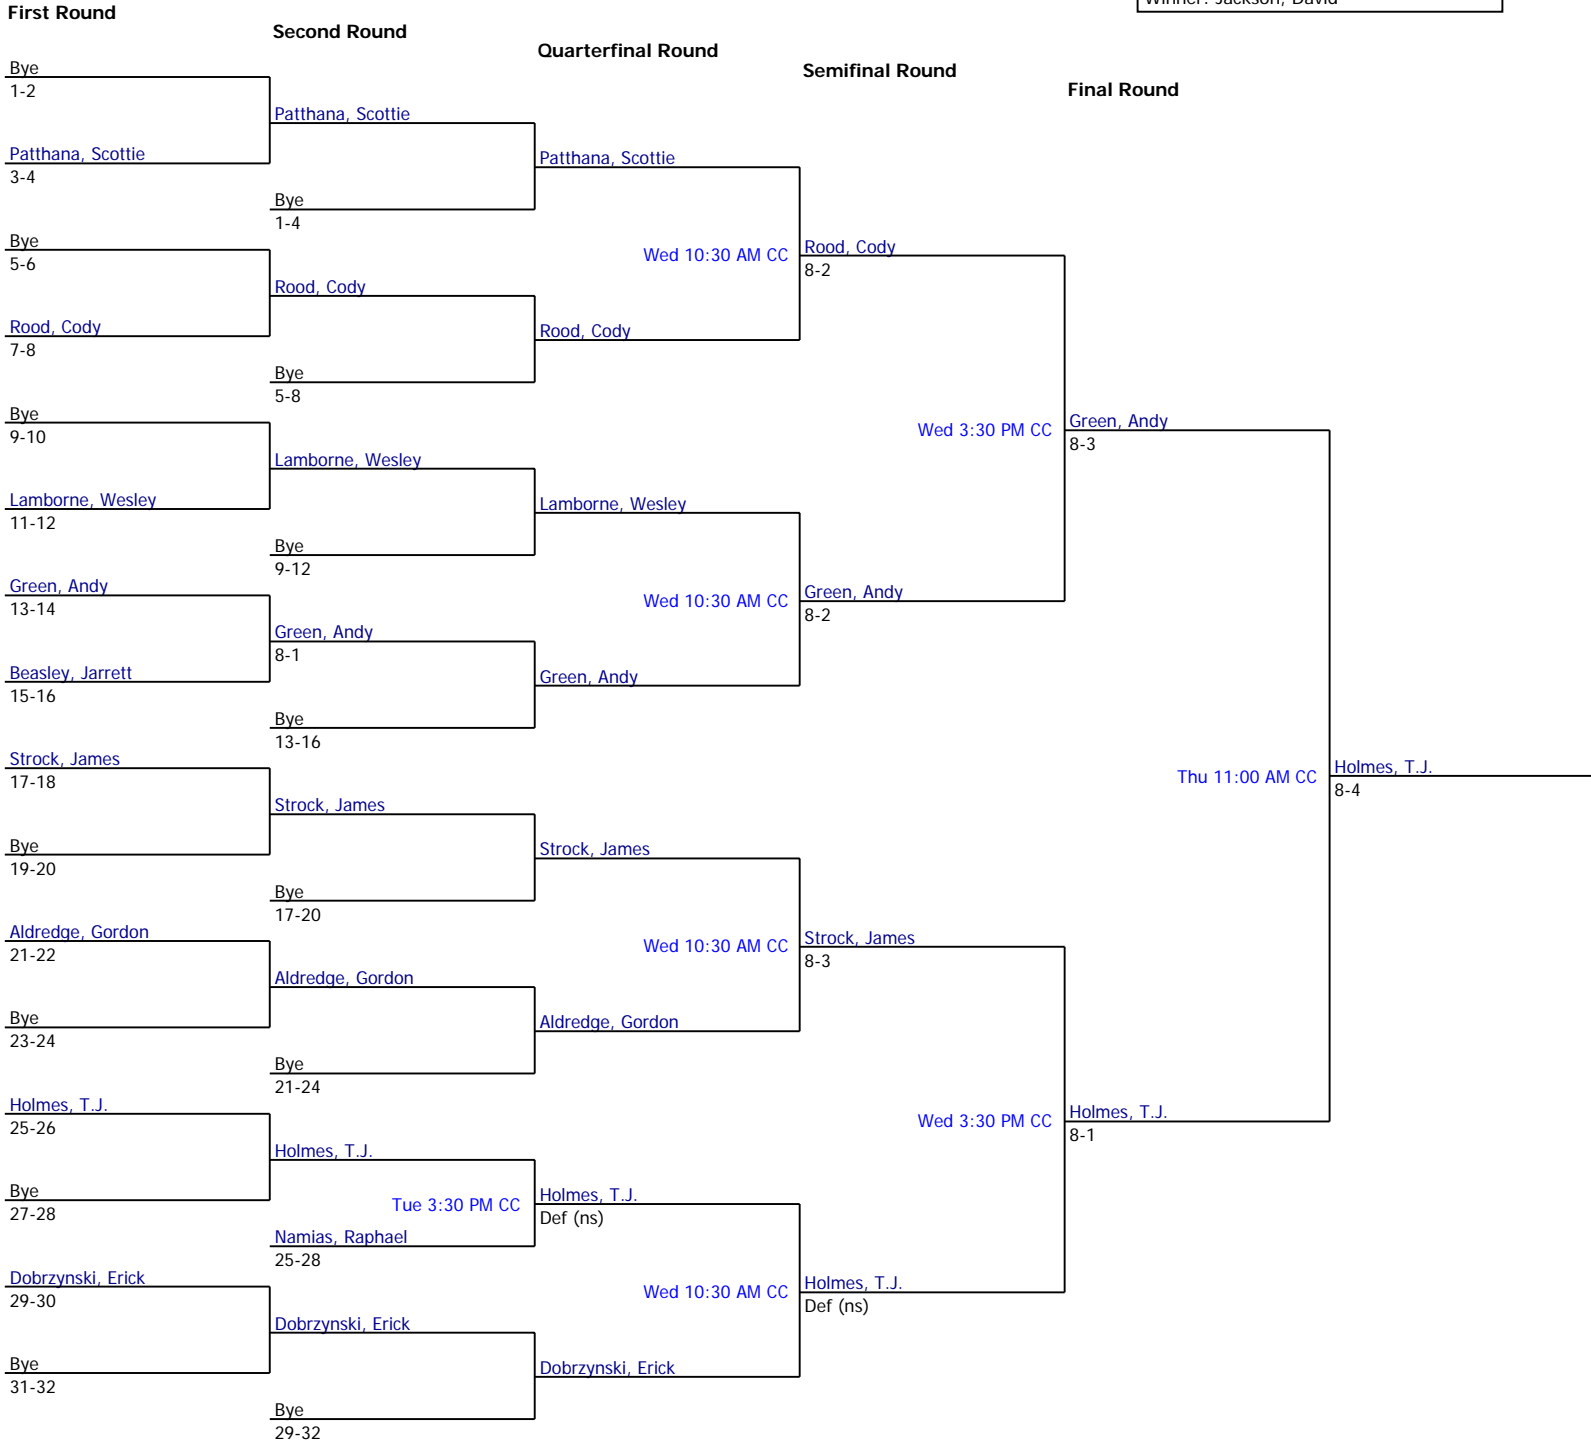 Winner: Jackson, David
First Round
Second Round
Quarterfinal Round
Semifinal Round
Final Round
Bye
1-2
Patthana, Scottie
3-4
Bye
5-6
Rood, Cody
7-8
Bye
9-10
Lamborne, Wesley
11-12
Green, Andy
13-14
Beasley, Jarrett
15-16
Strock, James
17-18
Bye
19-20
Aldredge, Gordon
21-22
Bye
23-24
Holmes, T.J.
25-26
Bye
27-28
Dobrzynski, Erick
29-30
Bye
31-32
Patthana, Scottie
Bye
1-4
Rood, Cody
Bye
5-8
Lamborne, Wesley
Bye
9-12
Green, Andy
8-1
Bye
13-16
Strock, James
Bye
17-20
Aldredge, Gordon
Bye
21-24
Holmes, T.J.
Tue 3:30 PM CC
Namias, Raphael
25-28
Dobrzynski, Erick
Bye
29-32
Patthana, Scottie
Wed 10:30 AM CC
Rood, Cody
Lamborne, Wesley
Wed 10:30 AM CC
Green, Andy
Strock, James
Wed 10:30 AM CC
Aldredge, Gordon
Holmes, T.J.
Def (ns)
Wed 10:30 AM CC
Dobrzynski, Erick
Rood, Cody
8-2
Wed 3:30 PM CC
Green, Andy
8-2
Strock, James
8-3
Wed 3:30 PM CC
Holmes, T.J.
Def (ns)
Green, Andy
8-3
Thu 11:00 AM CC
Holmes, T.J.
8-1
Holmes, T.J.
8-4